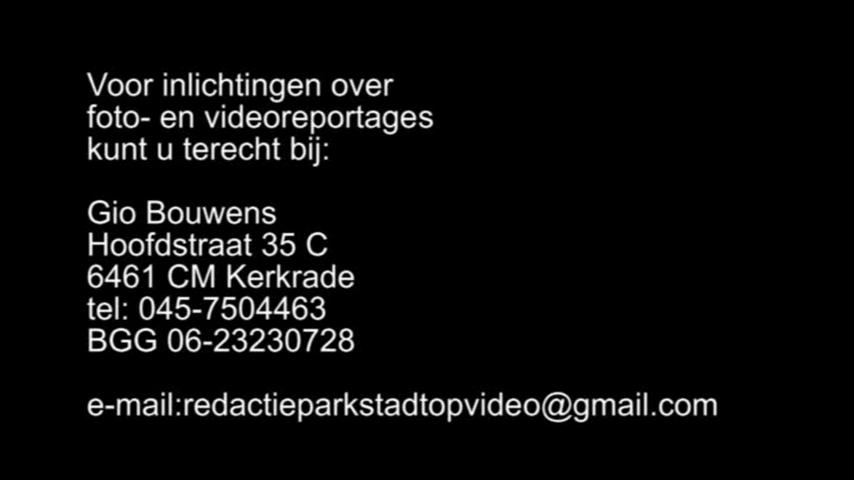 Voor inlichtingen over
foto- en videoreportages
kunt u terecht bij:
Gio Bouwens
Hoofdstraat 35 C
6461 CM Kerkrade
tel: 045-7504463
BGG 06-23230728
e-mail:redactieparkstadtopvideo@gmail.com